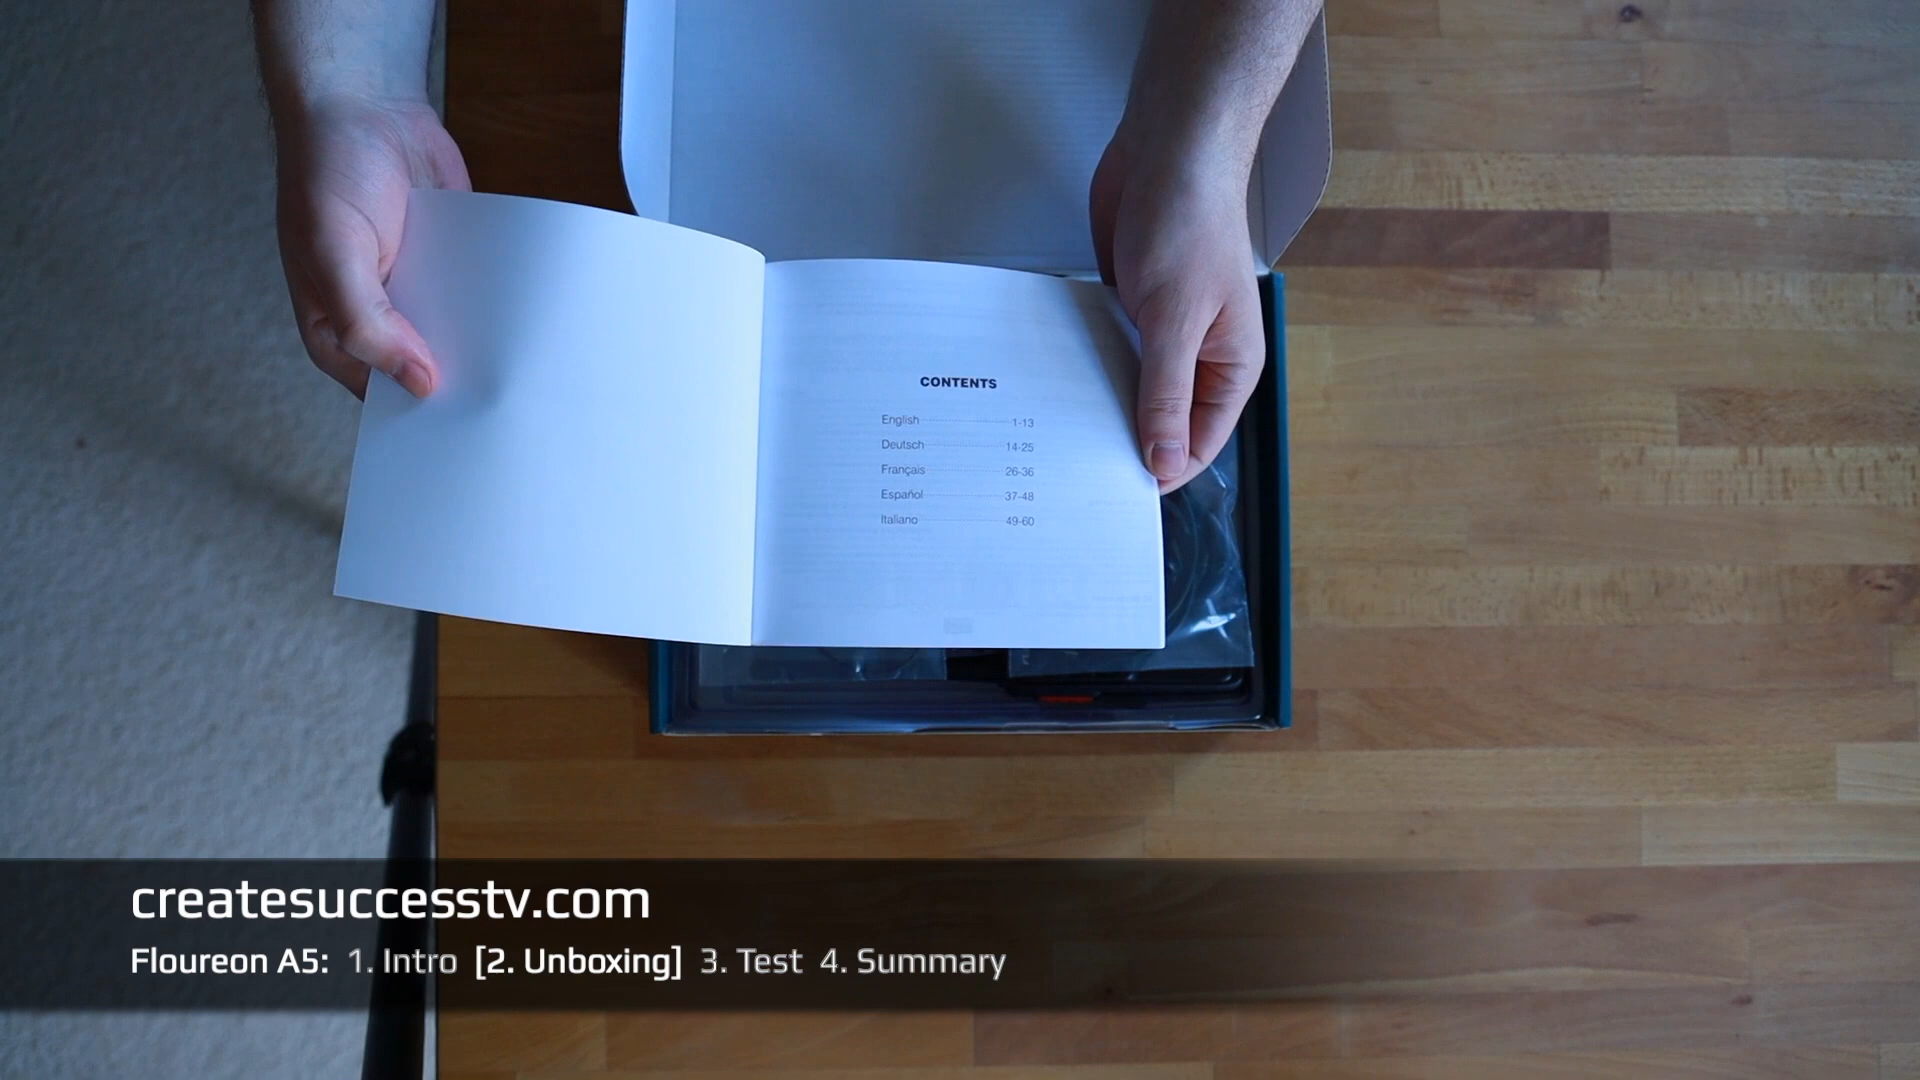 CONTENTS
English 1-13
Deutsch 14-25
Français 26-36
Español 37-48
Italiano 49-60
createsuccesstv.com
Floureon A5: 1. Intro [2. Unboxing] 3. Test 4. Summary